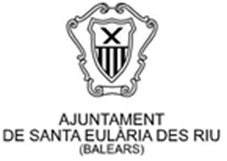 AJUNTAMENT
DE SANTA EULÀRIA DES RIU
(BALEARS)